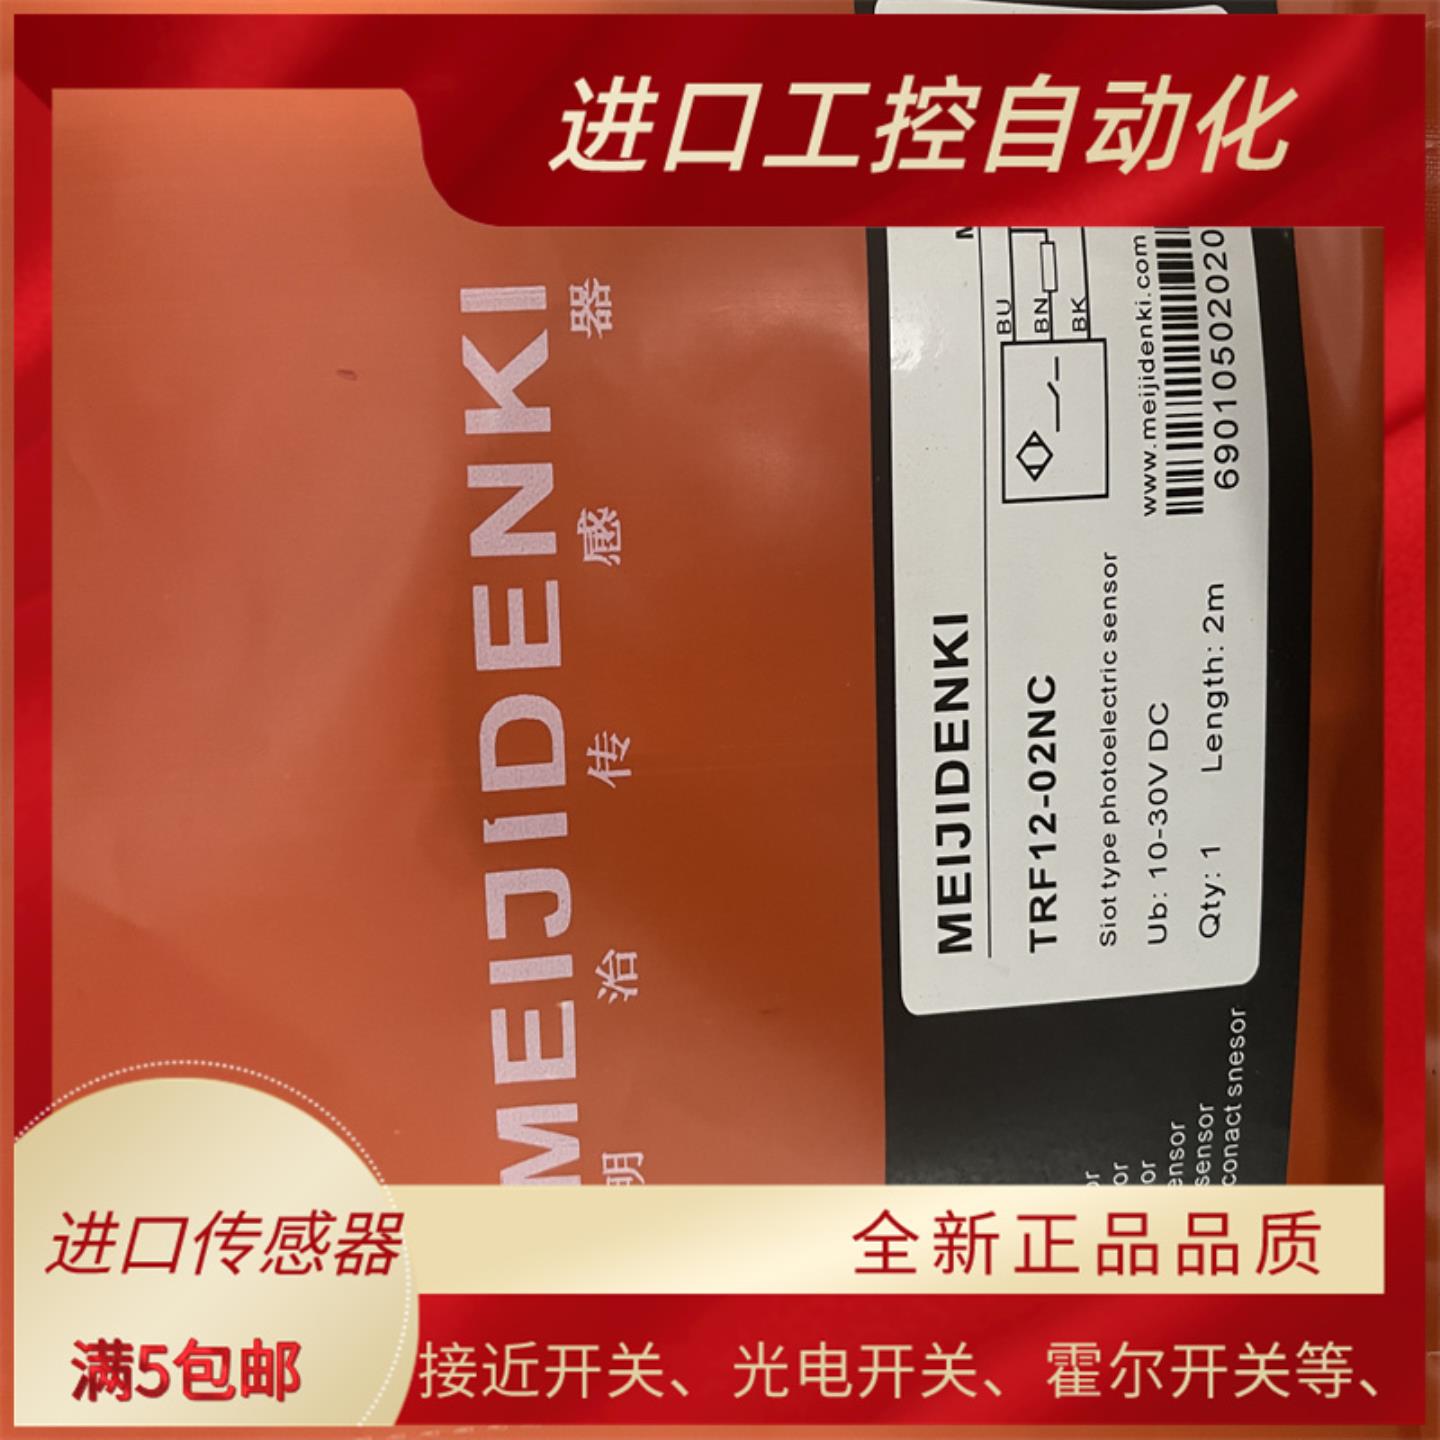 进口工控自动化
MEIJIDENKI
明治传感器
MEIJIDENKI
TRF12-02NC
Siot type photoelectric sensor
Ub: 10-30V DC
Qty: 1 Length: 2m
BU
BN
BK
www.meijidenki.com
6901050202020
ensor
sensor
conact snesor
进口传感器
满5包邮
全新正品品质
接近开关、光电开关、霍尔开关等、